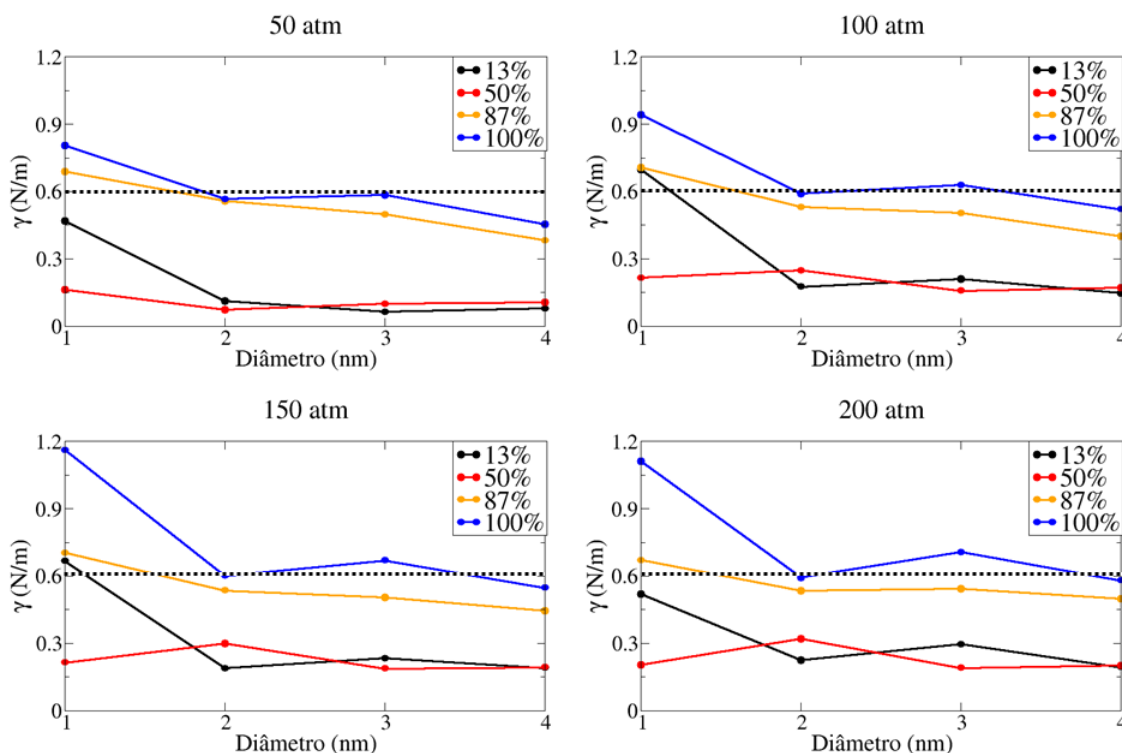 50 atm
1.2
0.9
0.6
0.3
0
γ (N/m)
13%
50%
87%
100%
1 2 3 4
Diâmetro (nm)
100 atm
1.2
0.9
0.6
0.3
0
γ (N/m)
13%
50%
87%
100%
1 2 3 4
Diâmetro (nm)
150 atm
1.2
0.9
0.6
0.3
0
γ (N/m)
13%
50%
87%
100%
1 2 3 4
Diâmetro (nm)
200 atm
1.2
0.9
0.6
0.3
0
γ (N/m)
13%
50%
87%
100%
1 2 3 4
Diâmetro (nm)